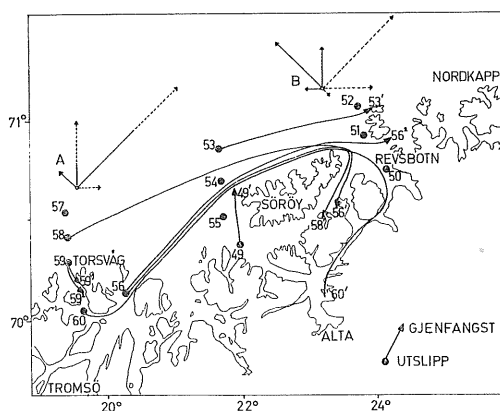 NORDKAPP
B
52
53'
71°
53
51
56"
A
REVSBOTN
54
50
57
SÖRÖY
49'
55
56'
58
58'
59
TORSVÅG
49
59'
59"
56
60
60'
70°
ALTA
GJENFANGST
UTSLIPP
TROMSÖ
20°
22°
24°